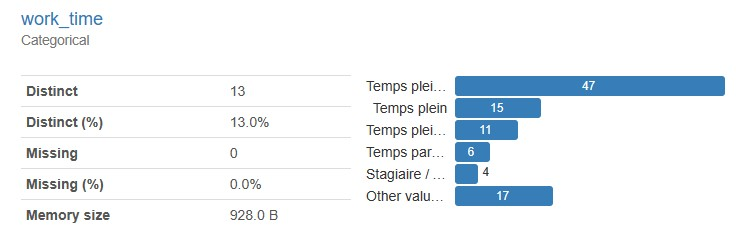 work_time
Categorical
Distinct 13
Distinct (%) 13.0%
Missing 0
Missing (%) 0.0%
Memory size 928.0 B
Temps plei... 47
Temps plein 15
Temps plei... 11
Temps par... 6
Stagiaire / ... 4
Other valu... 17